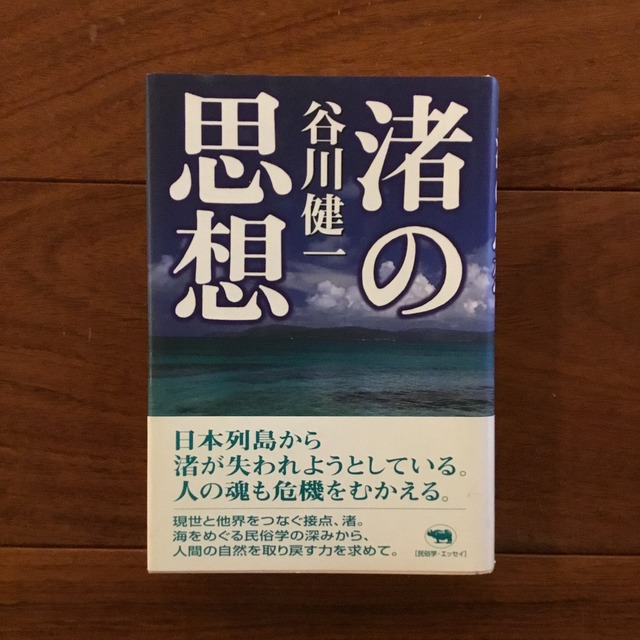 渚の
思想
谷川健一
日本列島から
渚が失われようとしている。
人の魂も危機をむかえる。
現世と他界をつなぐ接点、渚。
海をめぐる民俗学の深みから、
人間の自然を取り戻す力を求めて。
[民俗学・エッセイ]